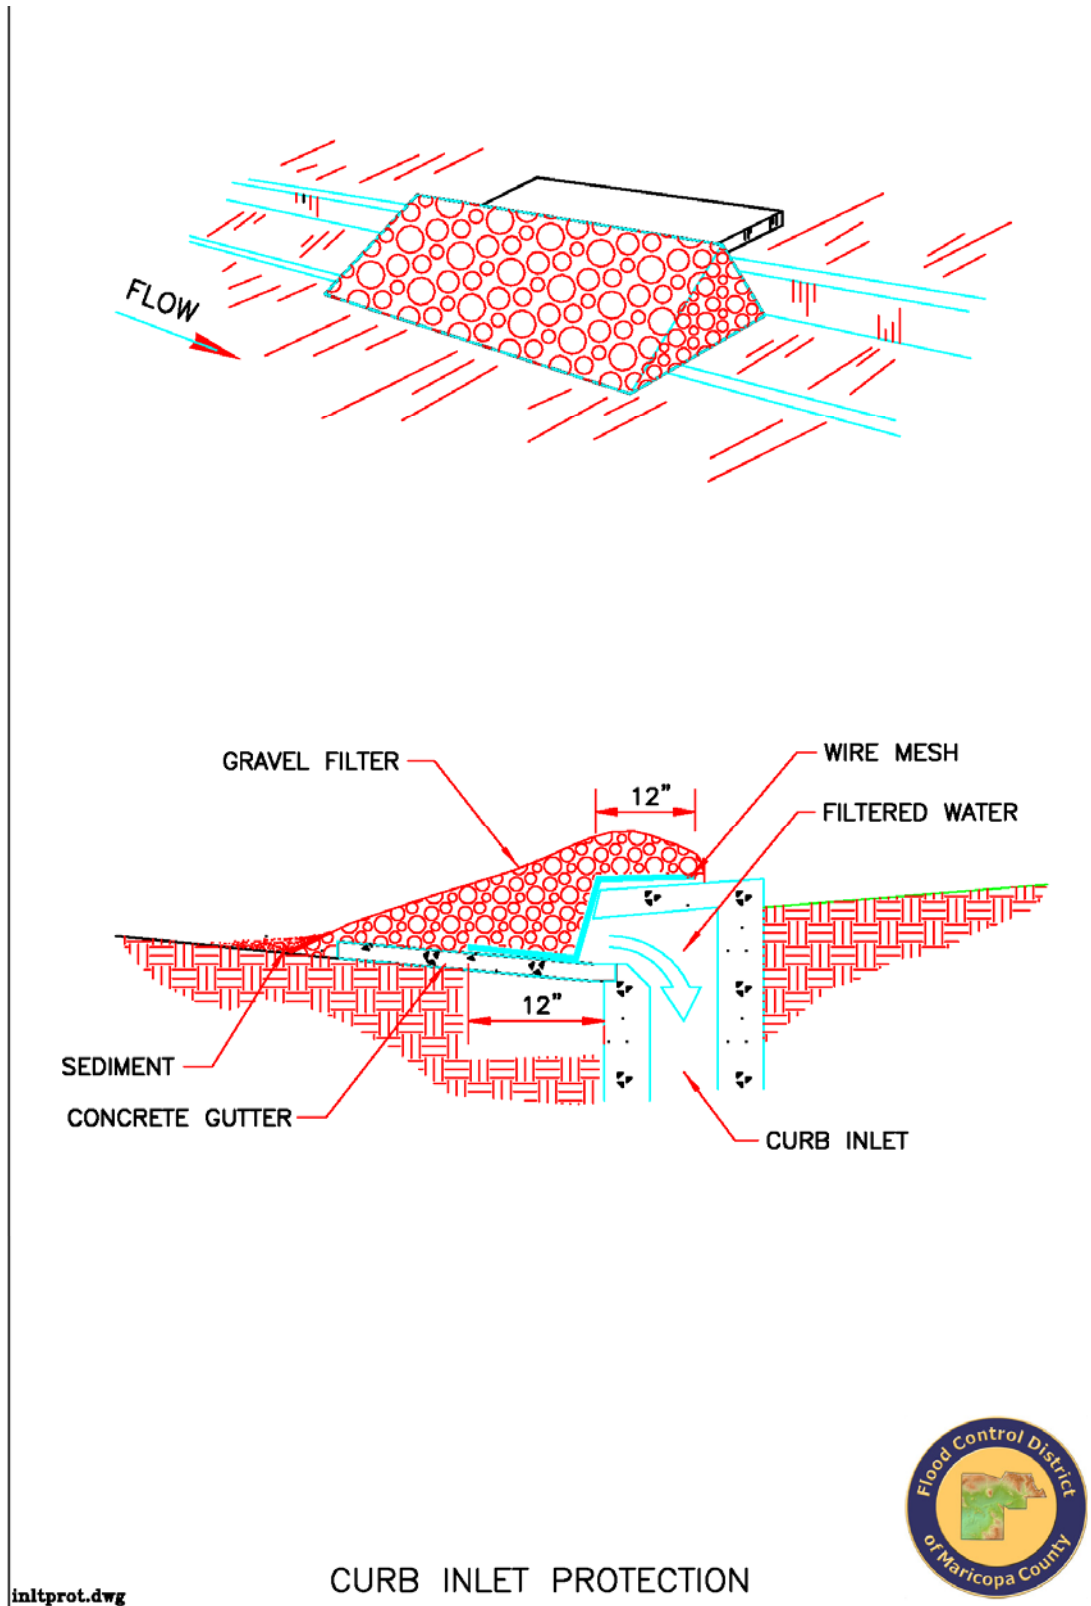 FLOW
GRAVEL FILTER
WIRE MESH
12"
FILTERED WATER
12"
SEDIMENT
CONCRETE GUTTER
CURB INLET
Flood Control District
of Maricopa County
CURB INLET PROTECTION
inltprot.dwg